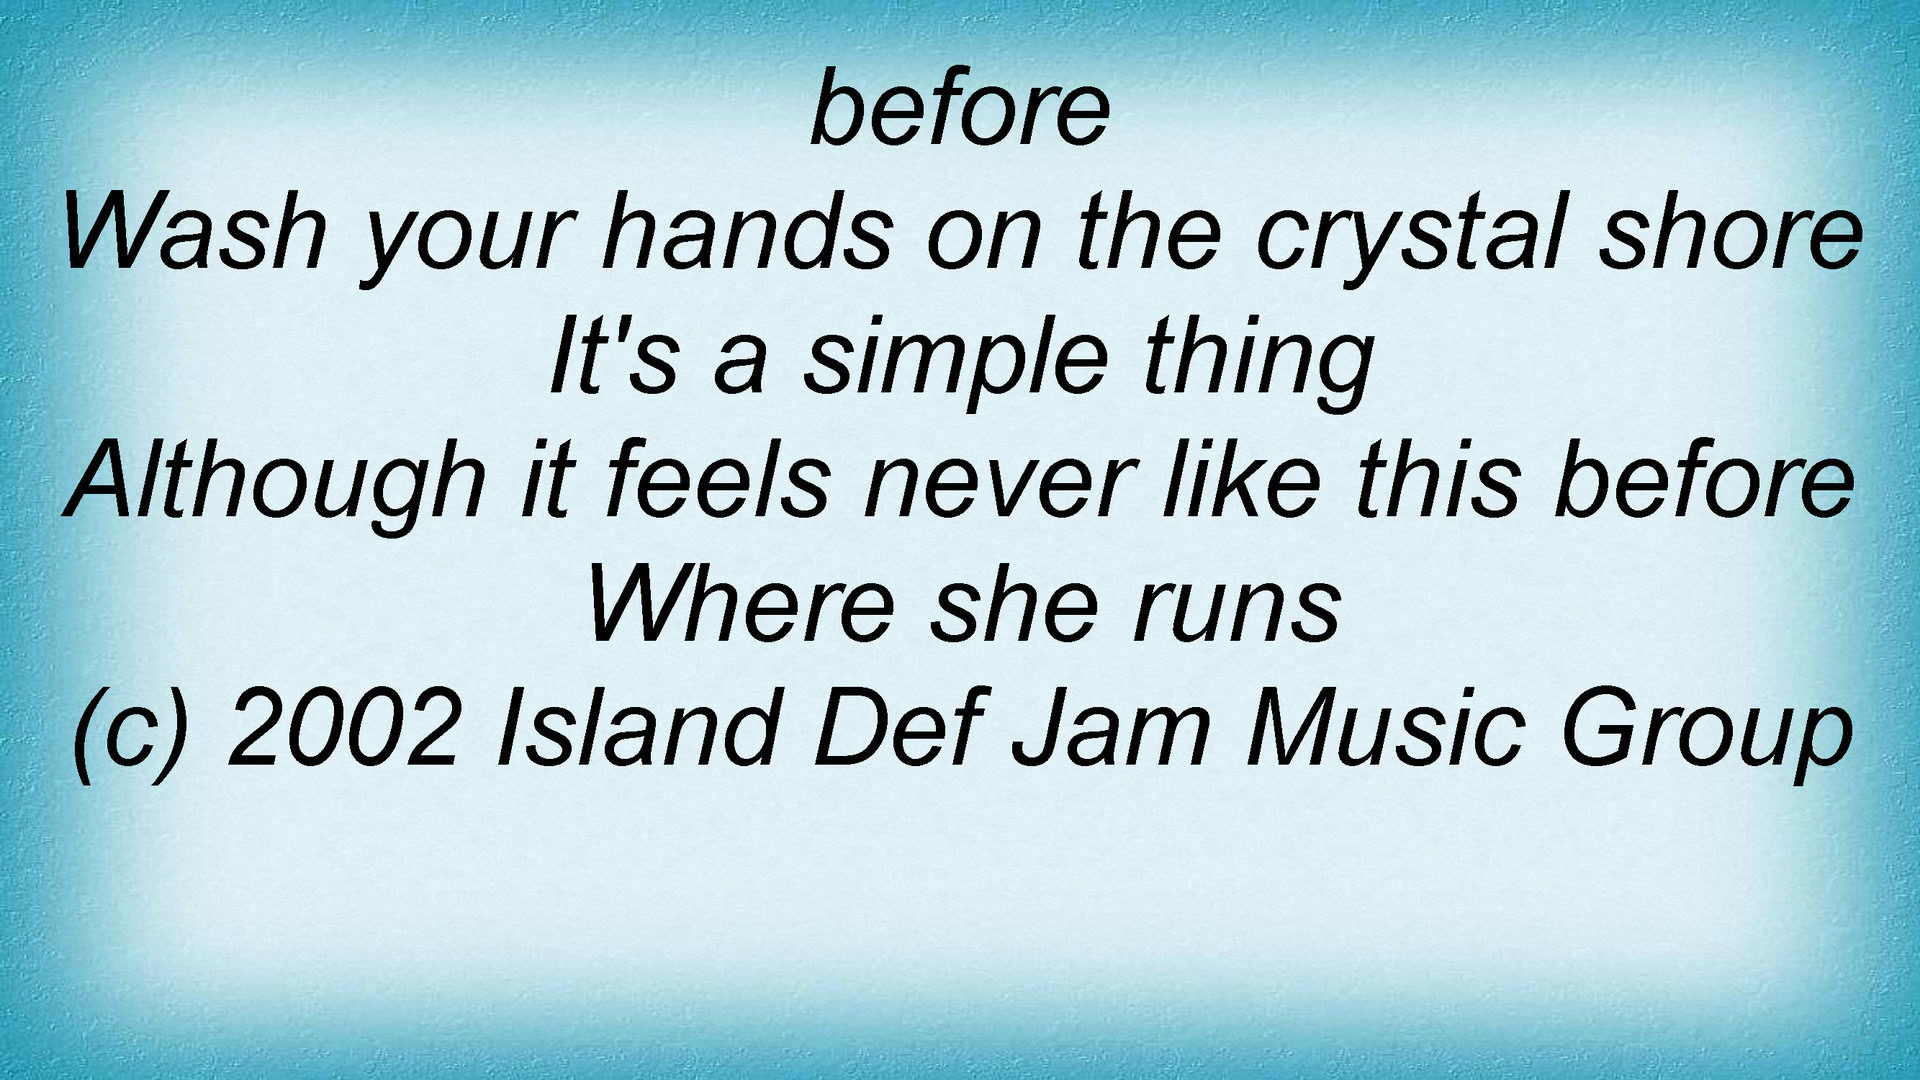 before
Wash your hands on the crystal shore
It's a simple thing
Although it feels never like this before
Where she runs
(c) 2002 Island Def Jam Music Group